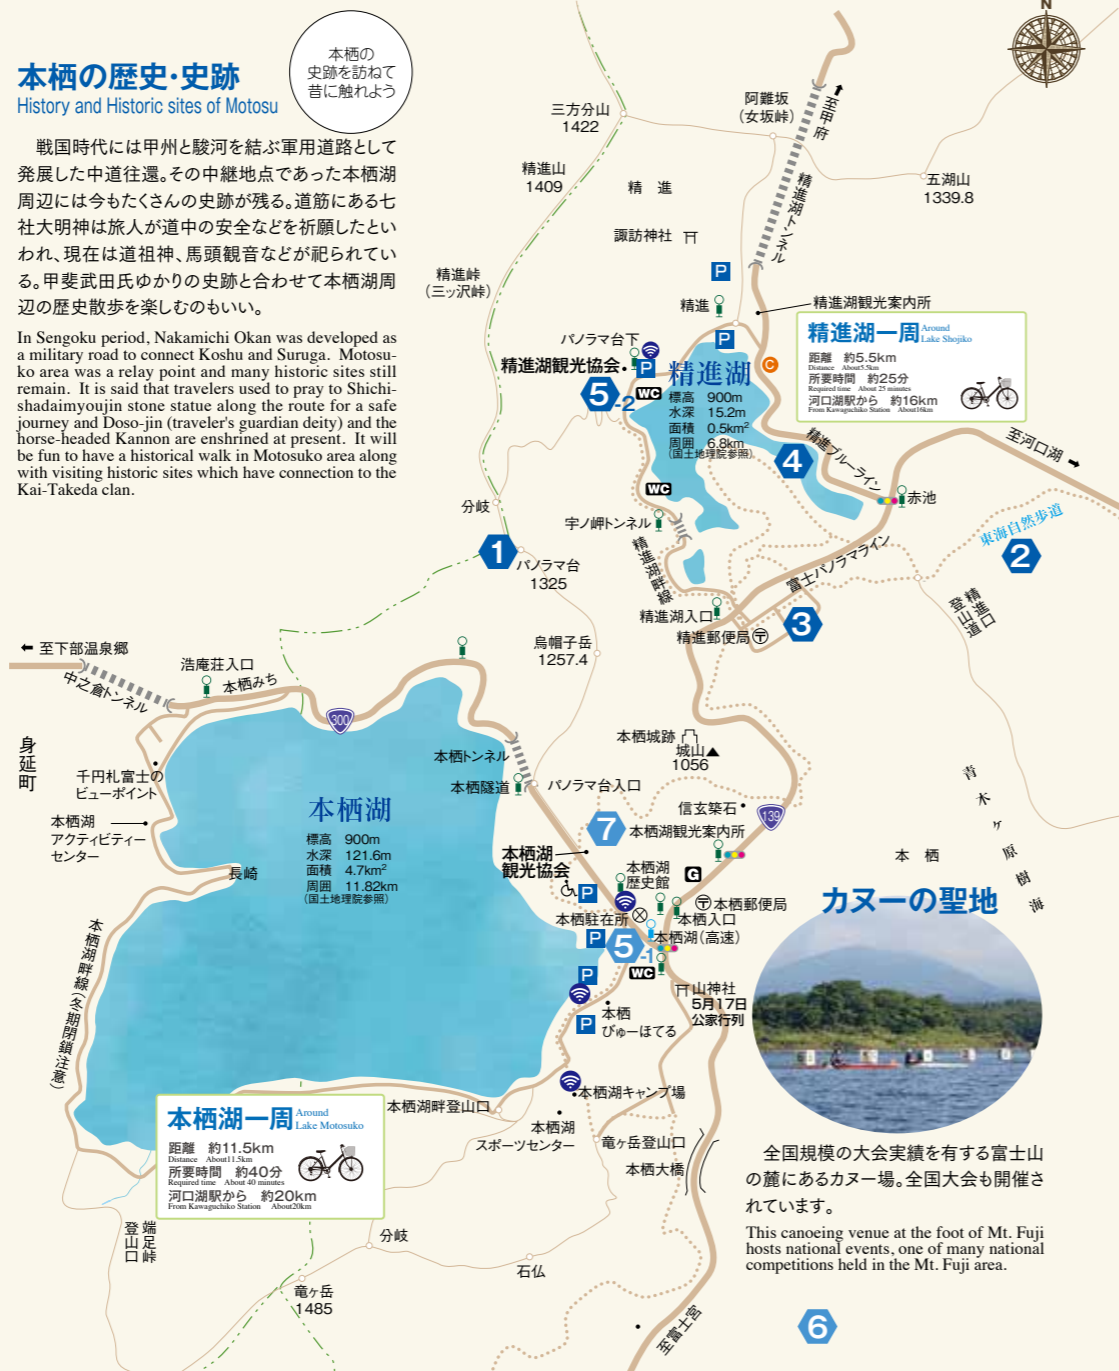 本栖の歴史・史跡
History and Historic sites of Motosu
本栖の
史跡を訪ねて
昔に触れよう
戦国時代には甲州と駿河を結ぶ軍用道路として
発展した中道往還。その中継地点であった本栖湖
周辺には今もたくさんの史跡が残る。道筋にある七
社大明神は旅人が道中の安全などを祈願したとい
われ、現在は道祖神、馬頭観音などが祀られてい
る。甲斐武田氏ゆかりの史跡と合わせて本栖湖周
辺の歴史散歩を楽しむのもいい。
In Sengoku period, Nakamichi Okan was developed as
a military road to connect Koshu and Suruga. Motosu-
ko area was a relay point and many historic sites still
remain. It is said that travelers used to pray to Shichi-
shadaimyoujin stone statue along the route for a safe
journey and Doso-jin (traveler's guardian deity) and the
horse-headed Kannon are enshrined at present. It will
be fun to have a historical walk in Motosuko area along
with visiting historic sites which have connection to the
Kai-Takeda clan.
N
三方分山
1422
阿難坂
(女坂峠)
至甲府
精進湖トンネル
精進山
1409
精 進
五湖山
1339.8
諏訪神社
P
精進峠
(三ッ沢峠)
精進
精進湖観光案内所
P
パノラマ台下
精進湖観光協会
P
5-2
WC
精進湖
標高 900m
水深 15.2m
面積 0.5km²
周囲 6.8km
(国土地理院参照)
C
精進湖一周
Around
Lake Shojiko
距離 約5.5km
Distance About5.5km
所要時間 約25分
Required time About 25 minutes
河口湖駅から 約16km
From Kawaguchiko Station About16km
4
精進ブルーライン
至河口湖
赤池
WC
宇ノ岬トンネル
精進湖畔線
分岐
1
パノラマ台
1325
富士パノラマライン
東海自然歩道
2
精進口
登山道
精進湖入口
精進郵便局
3
烏帽子岳
1257.4
至下部温泉郷
中之倉トンネル
浩庵荘入口
本栖みち
300
身延町
千円札富士の
ビューポイント
本栖湖
アクティビティー
センター
長崎
本栖湖畔線(冬期閉鎖注意)
本栖湖
標高 900m
水深 121.6m
面積 4.7km²
周囲 11.82km
(国土地理院参照)
本栖トンネル
本栖隧道
パノラマ台入口
本栖城跡
城山
1056
信玄築石
139
7
本栖湖観光案内所
本栖湖
観光協会
本栖湖
歴史館
G
P
本栖駐在所
本栖郵便局
本栖入口
本栖湖(高速)
P
5-1
WC
P
山神社
5月17日
公家行列
本栖
びゅーほてる
P
本栖湖キャンプ場
本栖湖畔登山口
本栖湖
スポーツセンター
竜ヶ岳登山口
本栖大橋
青木ヶ原樹海
本 栖
カヌーの聖地
全国規模の大会実績を有する富士山
の麓にあるカヌー場。全国大会も開催さ
れています。
This canoeing venue at the foot of Mt. Fuji
hosts national events, one of many national
competitions held in the Mt. Fuji area.
本栖湖一周
Around
Lake Motosuko
距離 約11.5km
Distance About11.5km
所要時間 約40分
Required time About 40 minutes
河口湖駅から 約20km
From Kawaguchiko Station About20km
端足峠
登山口
分岐
石仏
竜ヶ岳
1485
至富士宮
6